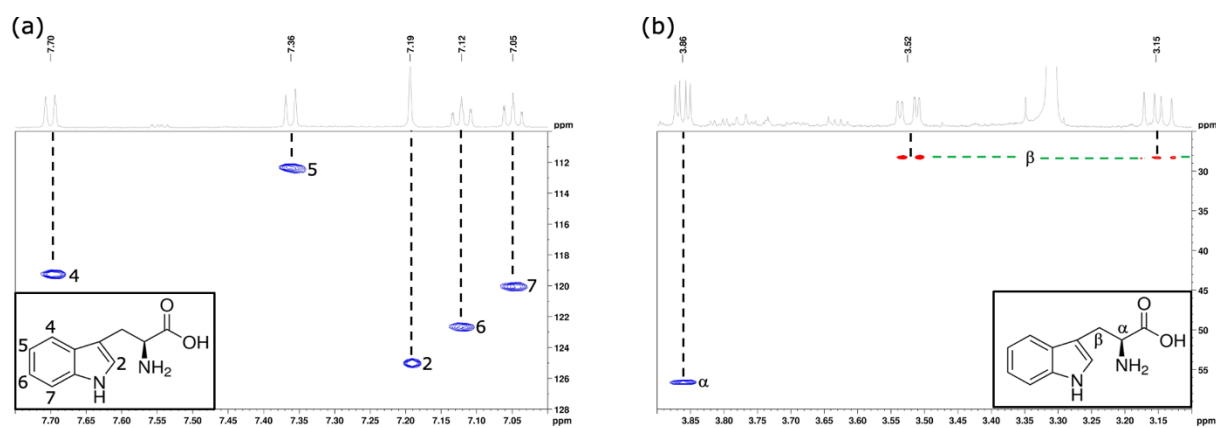 (a)
7.70
7.36
7.19
7.12
7.05
ppm
ppm
112
114
116
118
120
122
124
126
128
5
4
7
6
2
4
5
6
7
2
O
OH
NH₂
N
H
7.75 7.70 7.65 7.60 7.55 7.50 7.45 7.40 7.35 7.30 7.25 7.20 7.15 7.10 7.05 ppm
(b)
3.86
3.52
3.15
ppm
ppm
30
35
40
45
50
55
β
α
β
α
O
OH
NH₂
N
H
3.90 3.85 3.80 3.75 3.70 3.65 3.60 3.55 3.50 3.45 3.40 3.35 3.30 3.25 3.20 3.15 ppm